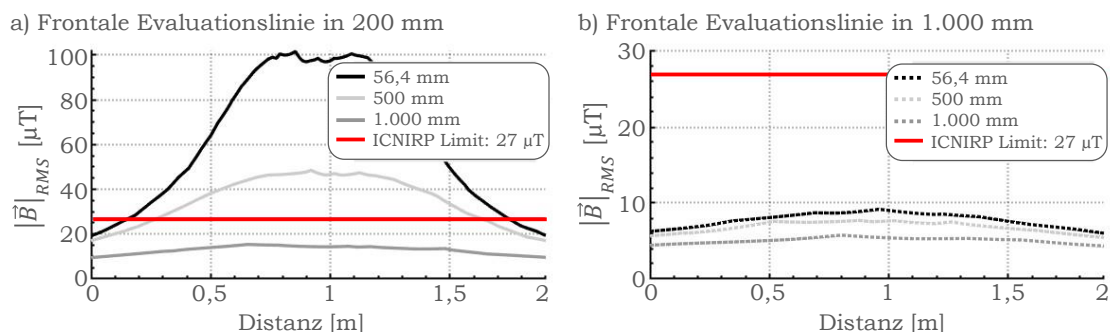 a) Frontale Evaluationslinie in 200 mm
100
80
60
40
20
0
|B⃗|RMS [µT]
56,4 mm
500 mm
1.000 mm
ICNIRP Limit: 27 µT
0
0,5
1
1,5
2
Distanz [m]
b) Frontale Evaluationslinie in 1.000 mm
30
20
10
0
|B⃗|RMS [µT]
56,4 mm
500 mm
1.000 mm
ICNIRP Limit: 27 µT
0
0,5
1
1,5
2
Distanz [m]